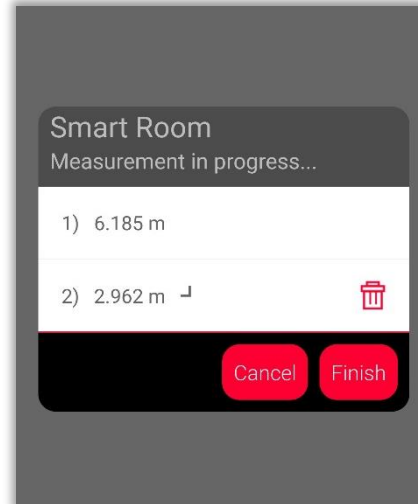 Smart Room
Measurement in progress...
1) 6.185 m
2) 2.962 m
Cancel Finish